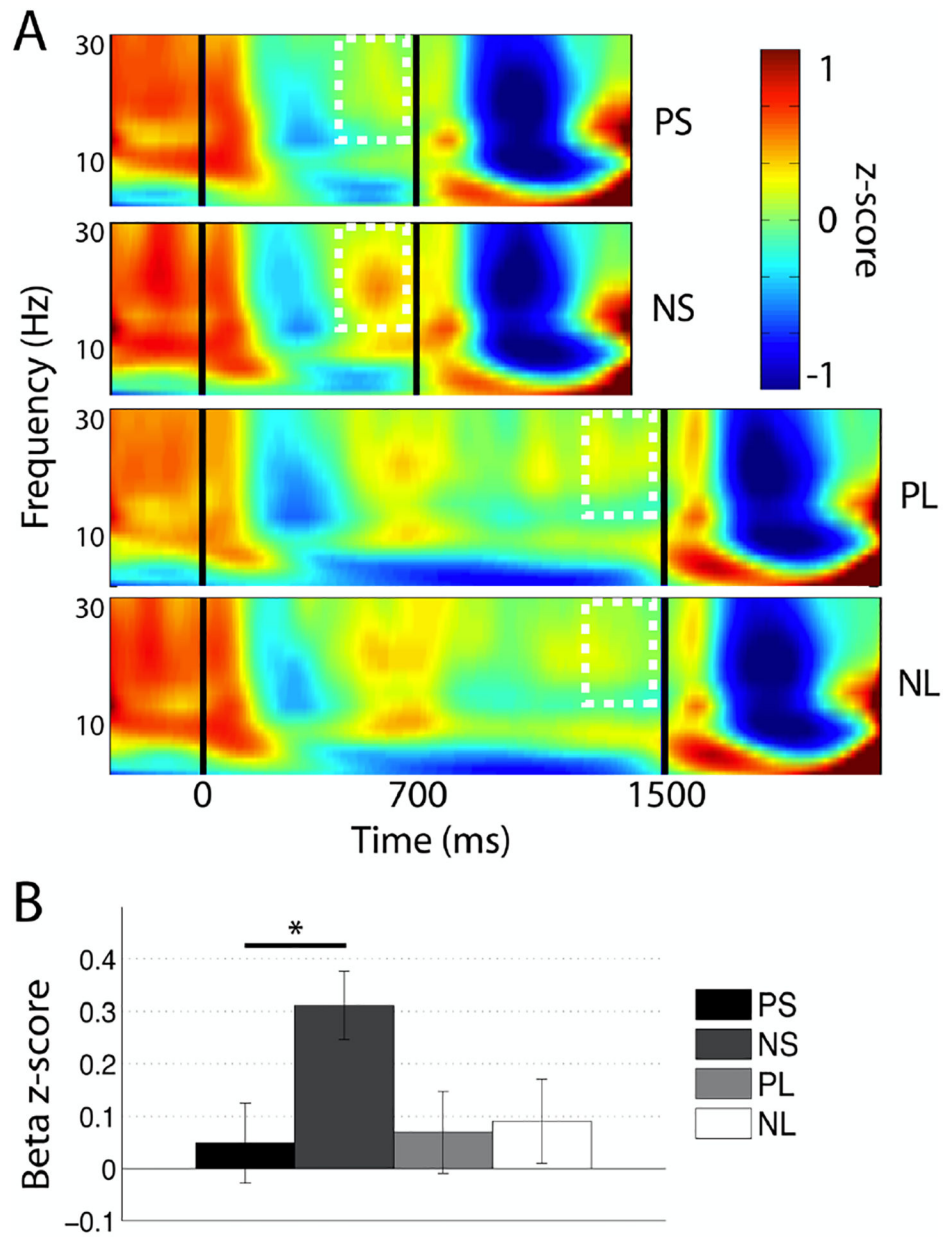 A
30
10
PS
1
0
-1
z-score
30
10
NS
Frequency (Hz)
30
10
PL
30
10
NL
0 700 1500
Time (ms)
B
*
0.4
0.3
0.2
0.1
0
−0.1
Beta z-score
PS
NS
PL
NL